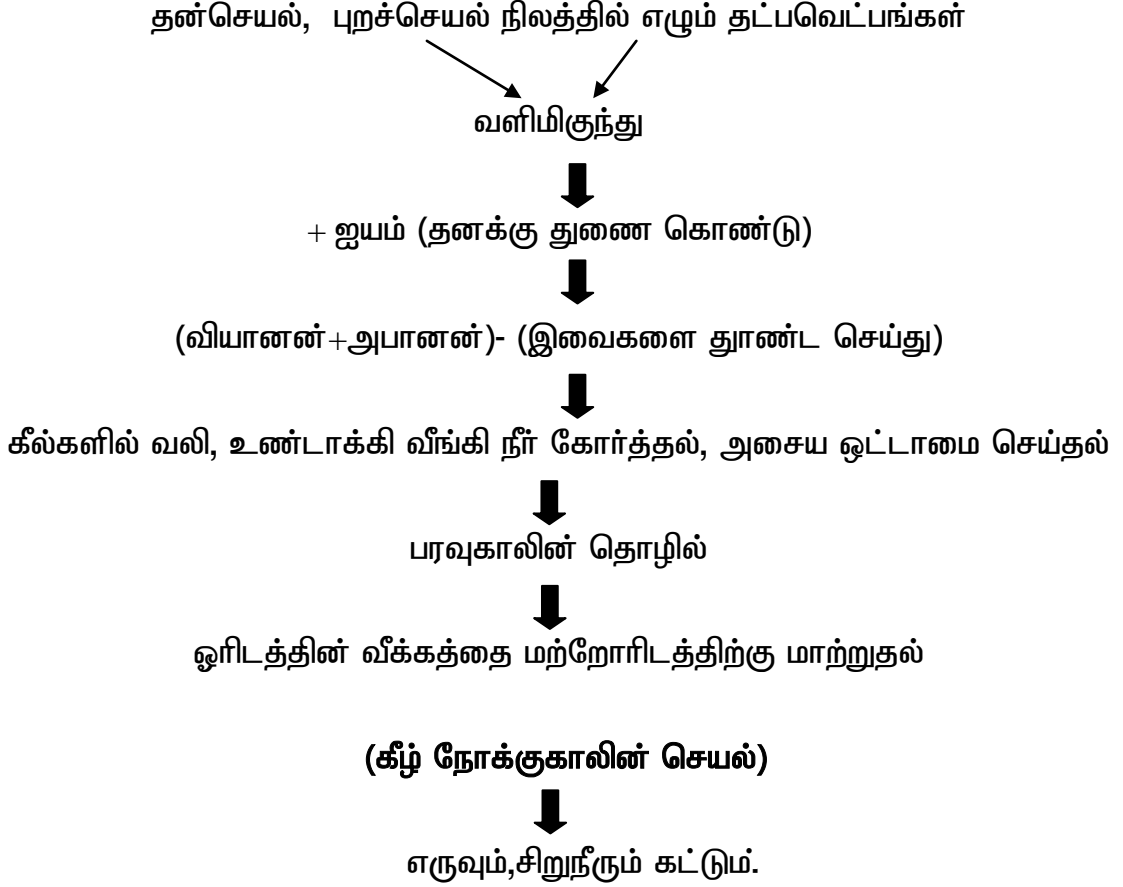 தன்செயல், புறச்செயல் நிலத்தில் எழும் தட்பவெட்பங்கள்
வளிமிகுந்து
+ ஐயம் (தனக்கு துணை கொண்டு)
(வியானன்+அபானன்)- (இவைகளை துாண்ட செய்து)
கீல்களில் வலி, உண்டாக்கி வீங்கி நீர் கோர்த்தல், அசைய ஒட்டாமை செய்தல்
பரவுகாலின் தொழில்
ஓரிடத்தின் வீக்கத்தை மற்றோரிடத்திற்கு மாற்றுதல்
(கீழ் நோக்குகாலின் செயல்)
எருவும்,சிறுநீரும் கட்டும்.